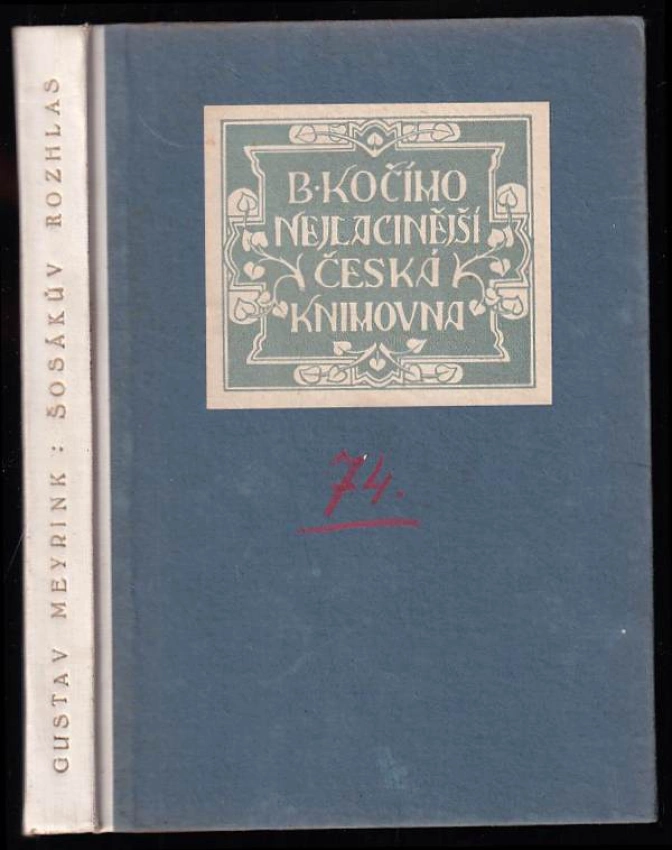 GUSTAV MEYRINK : ŠOSÁKŮV ROZHLAS
B·KOČÍHO
NEJLACINĚJŠÍ
ČESKÁ
KNIHOVNA
74.